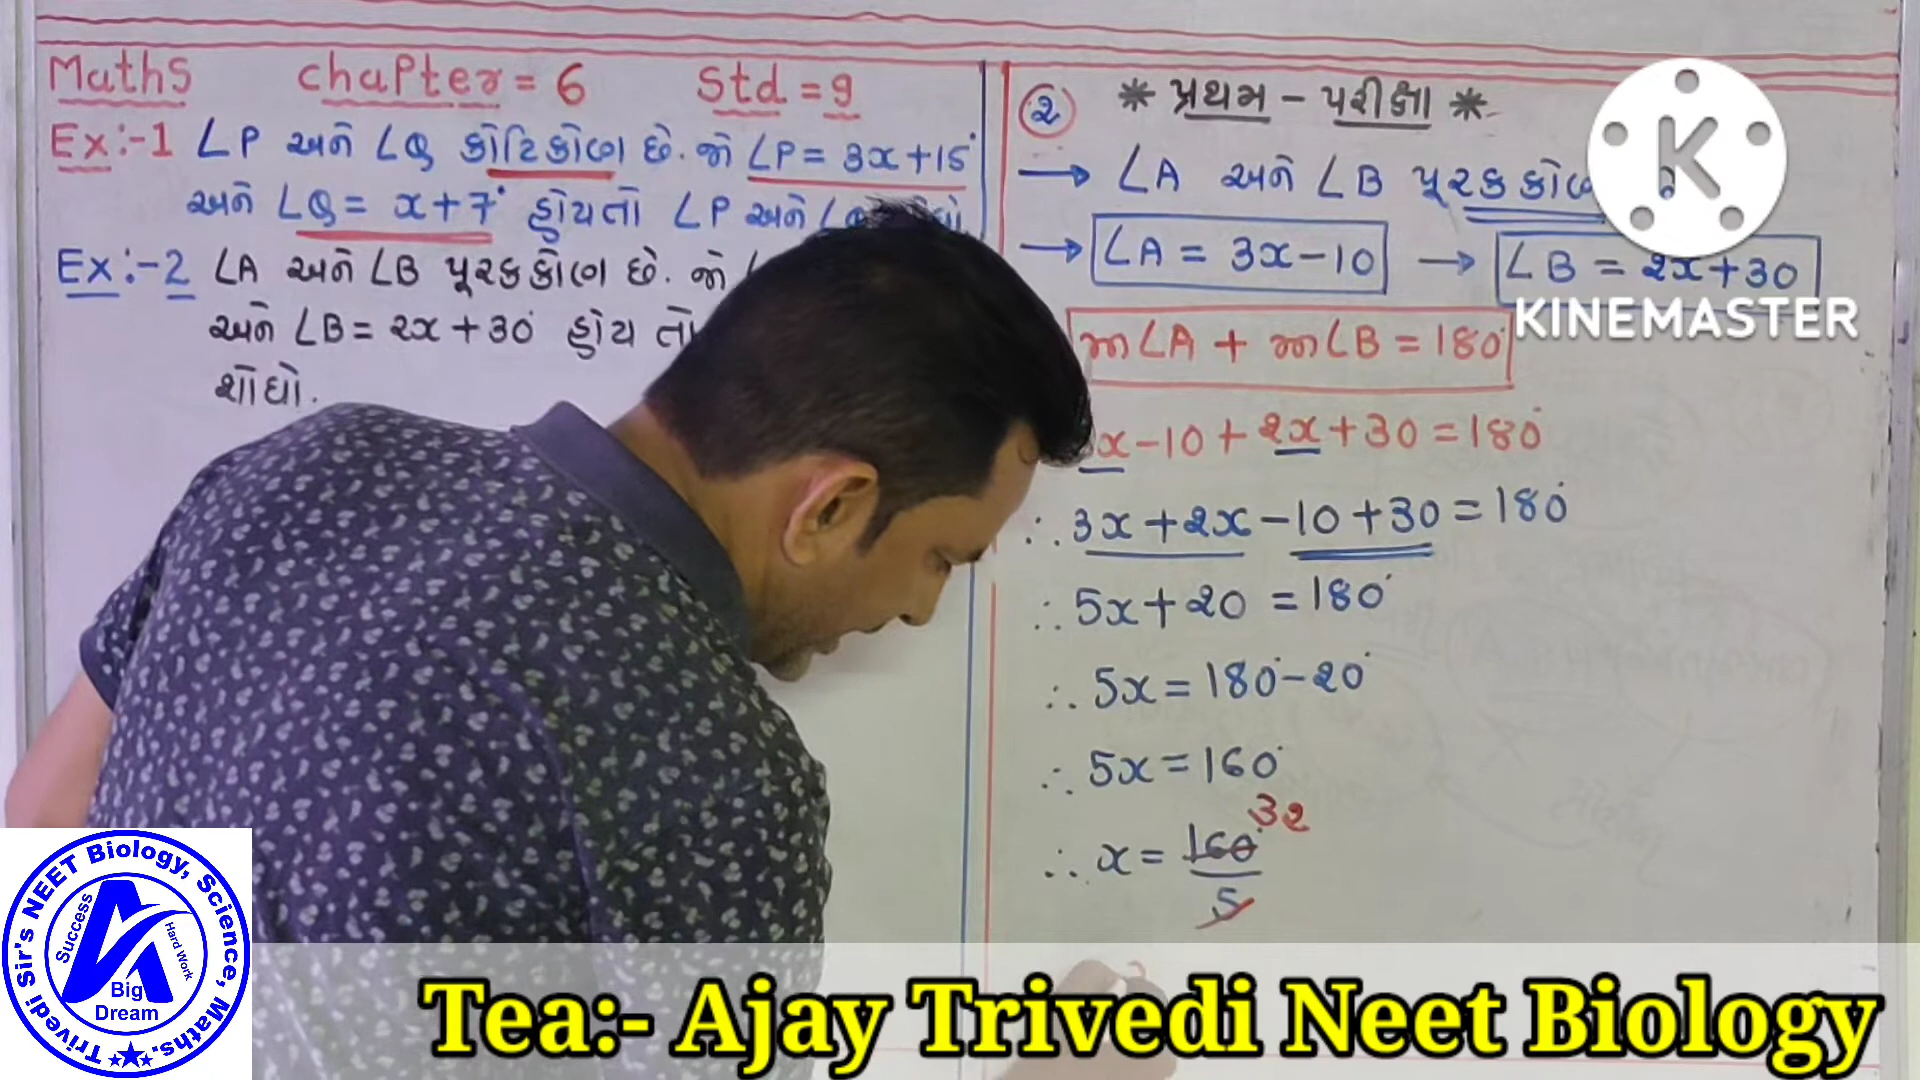 Maths Chapter = 6 Std = 9
Ex:-1 ∠P અને ∠Q કોટિકોણ છે. જો ∠P = 3x+15°
અને ∠Q = x+7° હોયતો ∠P અને
Ex:-2 ∠A અને ∠B પૂરકકોણ છે. જો
અને ∠B = 2x+30° હોય તો
શોધો.
② * પ્રથમ - પરીક્ષા *
→ ∠A અને ∠B પૂરકકોણ
→ ∠A = 3x-10 → ∠B = 2x+30
m∠A + m∠B = 180°
x-10 + 2x+30 = 180°
∴ 3x+2x -10+30 = 180°
∴ 5x+20 = 180°
∴ 5x = 180°-20°
∴ 5x = 160°
32
∴ x = 160°
5
KINEMASTER
Trivedi Sir's NEET Biology, Science, Maths.
Success
Hard Work
Big
Dream
Tea:- Ajay Trivedi Neet Biology